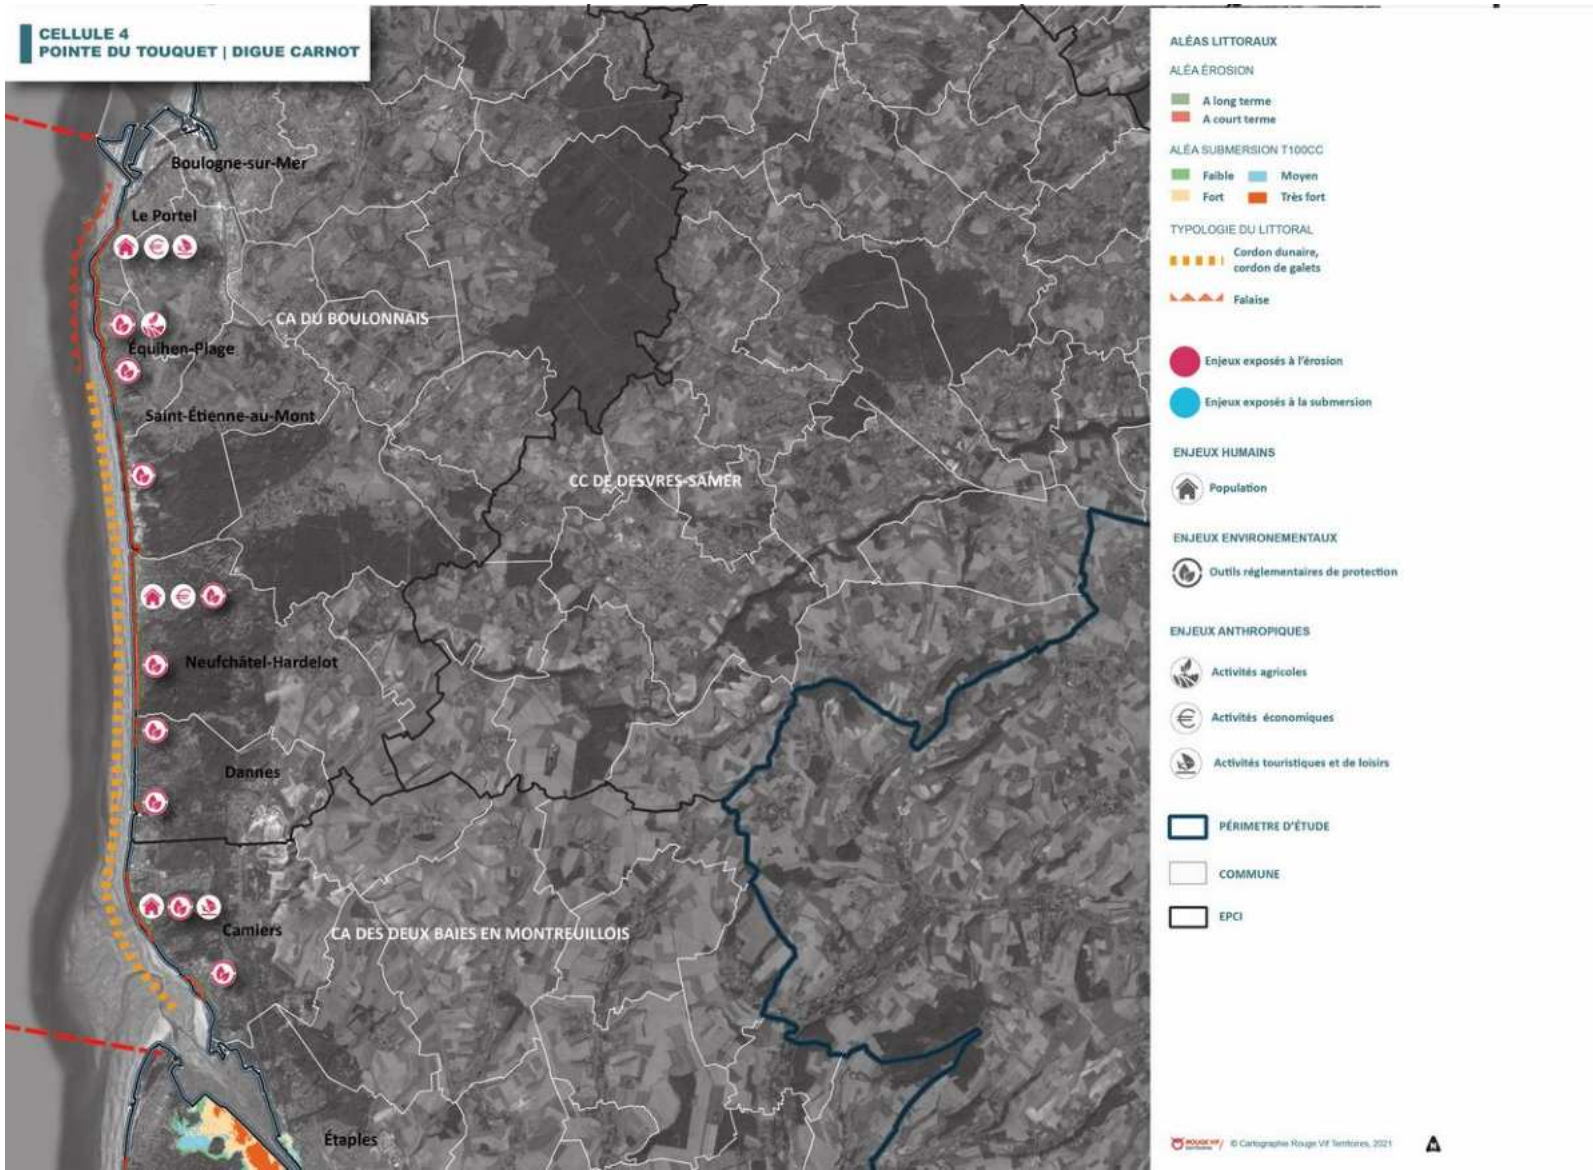 CELLULE 4
POINTE DU TOUQUET | DIGUE CARNOT
Boulogne-sur-Mer
Le Portel
CA DU BOULONNAIS
Équihen-Plage
Saint-Étienne-au-Mont
CC DE DESVRES-SAMER
Neufchâtel-Hardelot
Dannes
Camiers
CA DES DEUX BAIES EN MONTREUILLOIS
Étaples
ALÉAS LITTORAUX
ALÉA ÉROSION
A long terme
A court terme
ALÉA SUBMERSION T100CC
Faible Moyen
Fort Très fort
TYPOLOGIE DU LITTORAL
Cordon dunaire,
cordon de galets
Falaise
Enjeux exposés à l'érosion
Enjeux exposés à la submersion
ENJEUX HUMAINS
Population
ENJEUX ENVIRONEMENTAUX
Outils réglementaires de protection
ENJEUX ANTHROPIQUES
Activités agricoles
Activités économiques
Activités touristiques et de loisirs
PÉRIMETRE D'ÉTUDE
COMMUNE
EPCI
ROUGE VIF
© Cartographie Rouge Vif Territoires, 2021